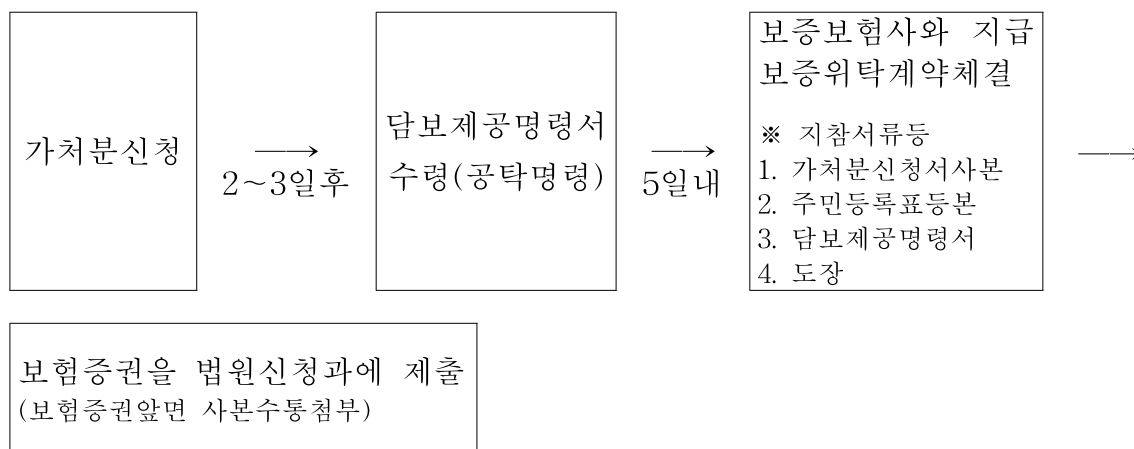 가처분신청
⟶
2~3일후
담보제공명령서
수령(공탁명령)
⟶
5일내
보증보험사와 지급
보증위탁계약체결
※ 지참서류등
1. 가처분신청서사본
2. 주민등록표등본
3. 담보제공명령서
4. 도장
⟶
보험증권을 법원신청과에 제출
(보험증권앞면 사본수통첨부)